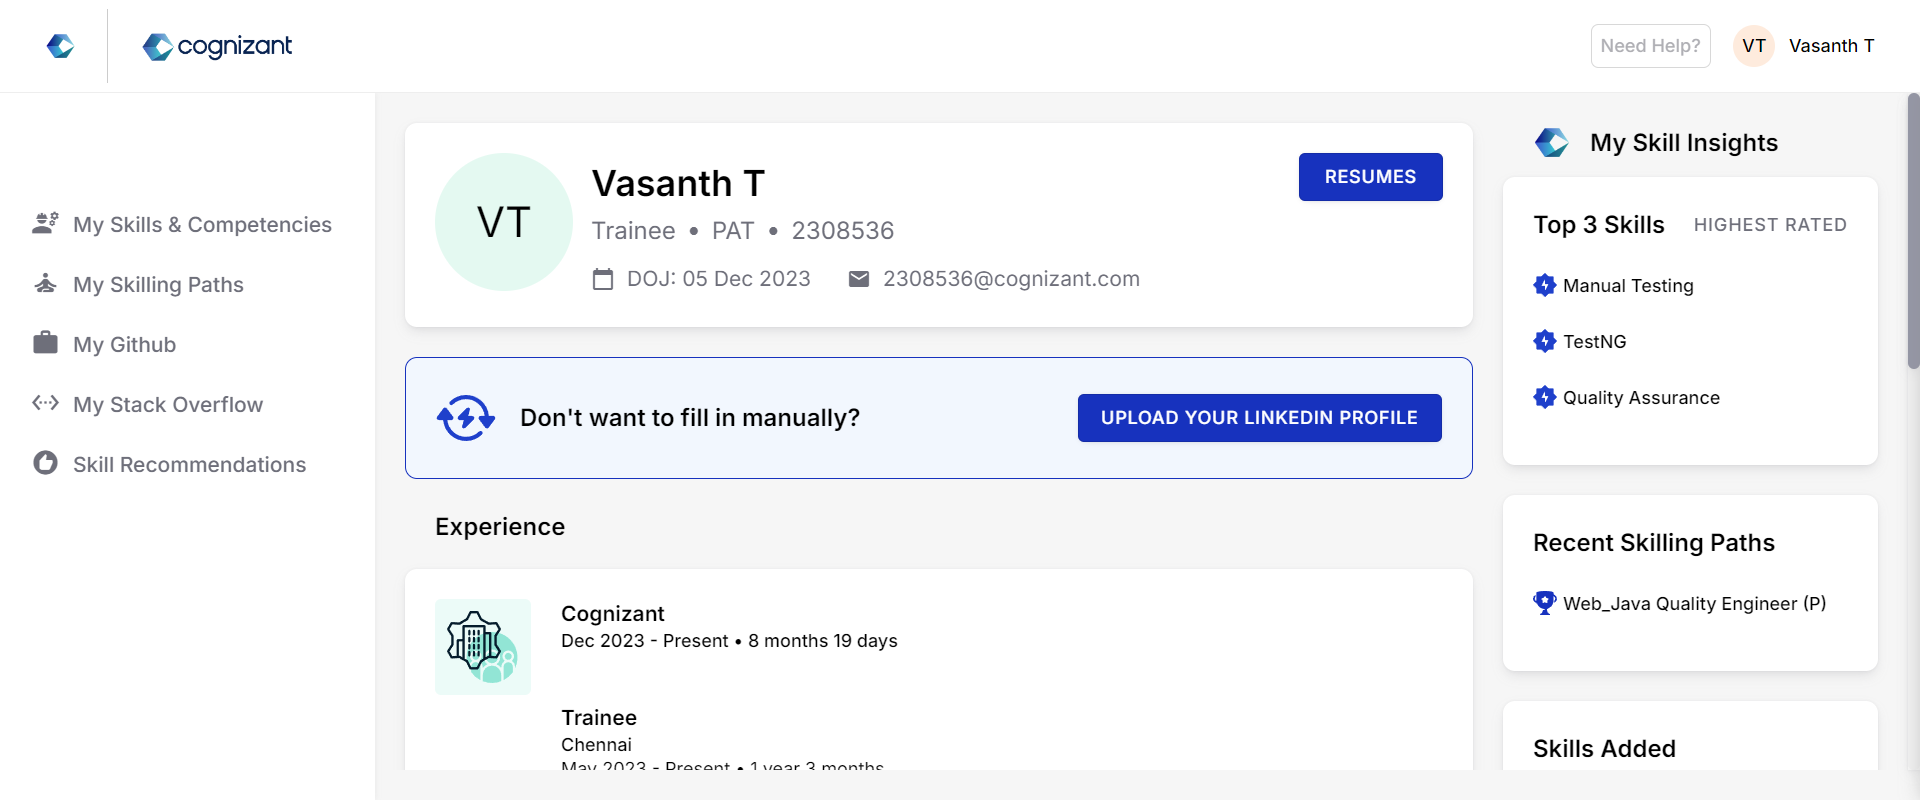 cognizant
Need Help?
VT
Vasanth T
My Skills & Competencies
My Skilling Paths
My Github
My Stack Overflow
Skill Recommendations
VT
Vasanth T
Trainee • PAT • 2308536
DOJ: 05 Dec 2023
2308536@cognizant.com
RESUMES
Don't want to fill in manually?
UPLOAD YOUR LINKEDIN PROFILE
Experience
Cognizant
Dec 2023 - Present • 8 months 19 days
Trainee
Chennai
May 2023 - Present • 1 year 3 months
My Skill Insights
Top 3 Skills HIGHEST RATED
Manual Testing
TestNG
Quality Assurance
Recent Skilling Paths
Web_Java Quality Engineer (P)
Skills Added